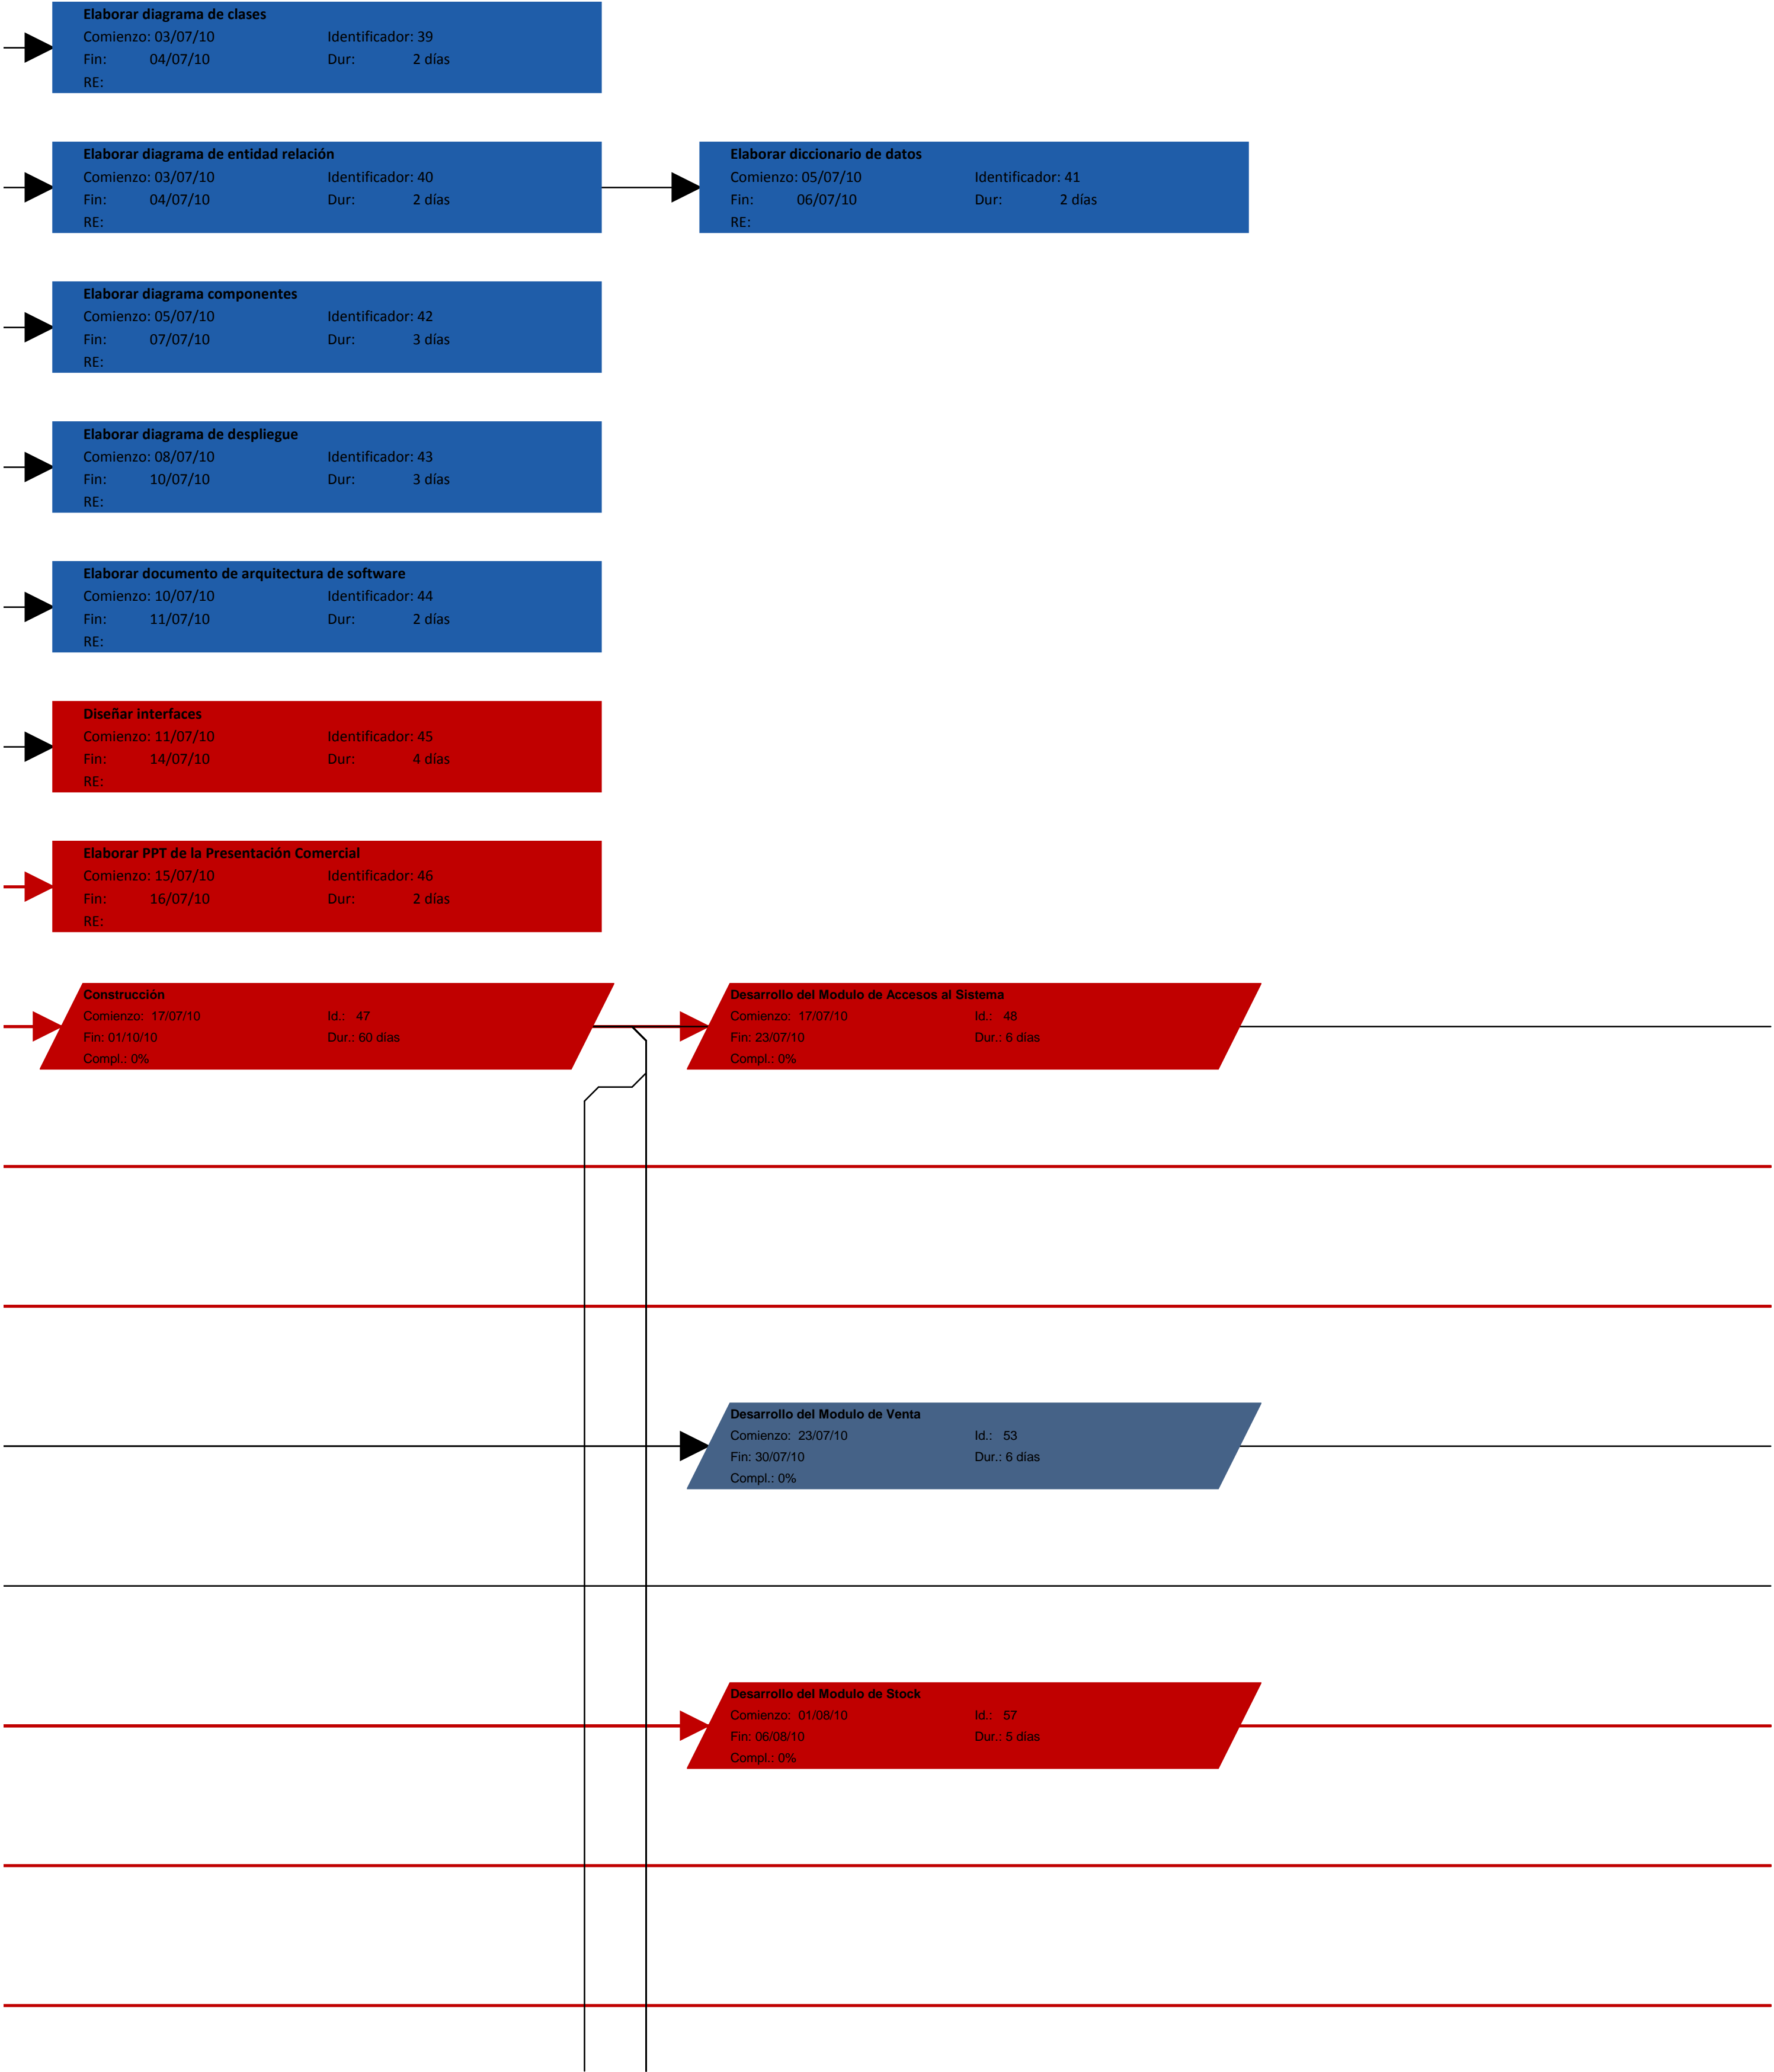 Elaborar diagrama de clases
Comienzo: 03/07/10 Identificador: 39
Fin: 04/07/10 Dur: 2 días
RE:
Elaborar diagrama de entidad relación
Comienzo: 03/07/10 Identificador: 40
Fin: 04/07/10 Dur: 2 días
RE:
Elaborar diccionario de datos
Comienzo: 05/07/10 Identificador: 41
Fin: 06/07/10 Dur: 2 días
RE:
Elaborar diagrama componentes
Comienzo: 05/07/10 Identificador: 42
Fin: 07/07/10 Dur: 3 días
RE:
Elaborar diagrama de despliegue
Comienzo: 08/07/10 Identificador: 43
Fin: 10/07/10 Dur: 3 días
RE:
Elaborar documento de arquitectura de software
Comienzo: 10/07/10 Identificador: 44
Fin: 11/07/10 Dur: 2 días
RE:
Diseñar interfaces
Comienzo: 11/07/10 Identificador: 45
Fin: 14/07/10 Dur: 4 días
RE:
Elaborar PPT de la Presentación Comercial
Comienzo: 15/07/10 Identificador: 46
Fin: 16/07/10 Dur: 2 días
RE:
Construcción
Comienzo: 17/07/10 Id.: 47
Fin: 01/10/10 Dur.: 60 días
Compl.: 0%
Desarrollo del Modulo de Accesos al Sistema
Comienzo: 17/07/10 Id.: 48
Fin: 23/07/10 Dur.: 6 días
Compl.: 0%
Desarrollo del Modulo de Venta
Comienzo: 23/07/10 Id.: 53
Fin: 30/07/10 Dur.: 6 días
Compl.: 0%
Desarrollo del Modulo de Stock
Comienzo: 01/08/10 Id.: 57
Fin: 06/08/10 Dur.: 5 días
Compl.: 0%